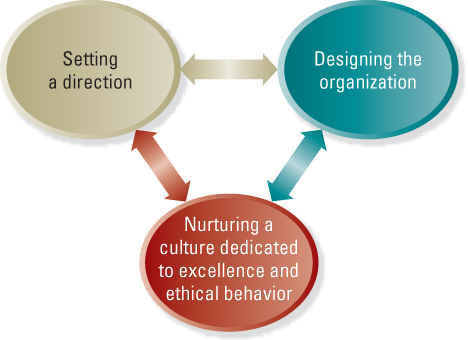 Setting
a direction
Designing the
organization
Nurturing a
culture dedicated
to excellence and
ethical behavior